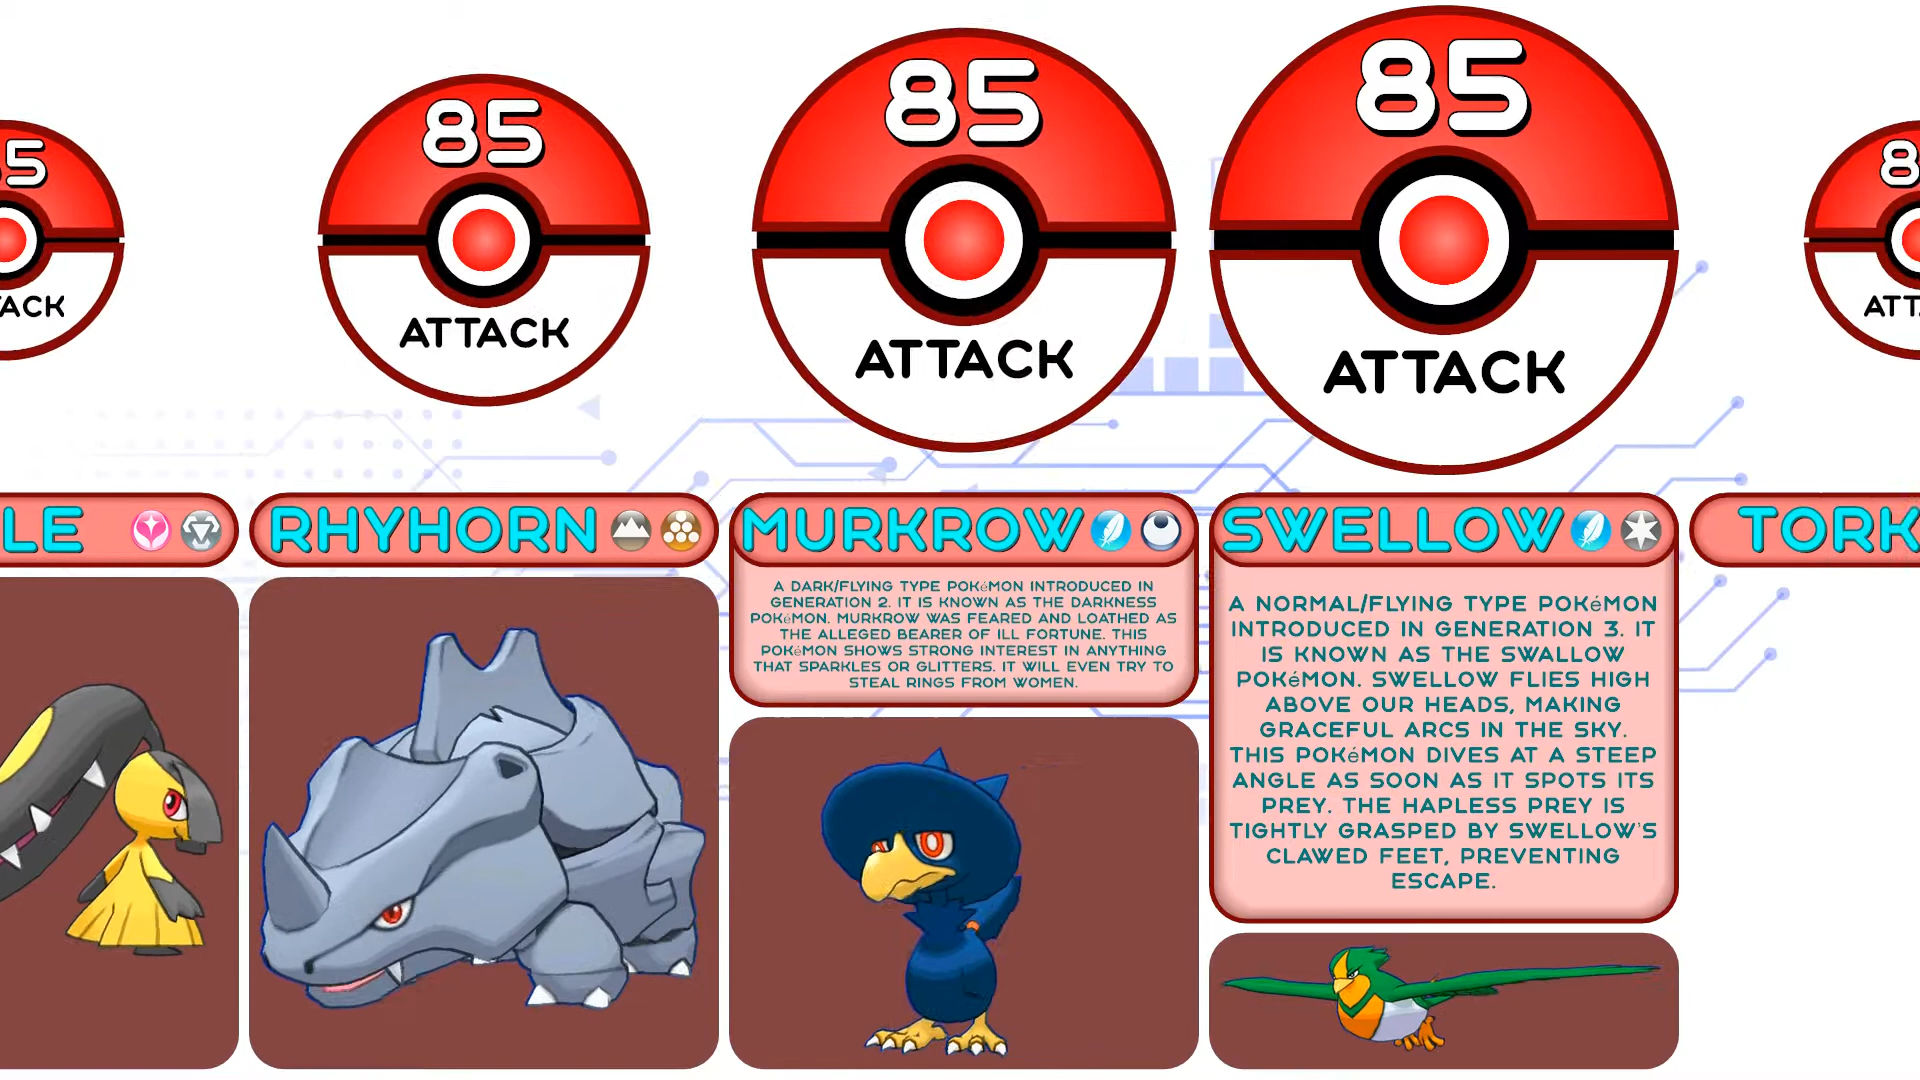 85
ATTACK
85
ATTACK
85
ATTACK
RHYHORN
MURKROW
A DARK/FLYING TYPE POKéMON INTRODUCED IN
GENERATION 2. IT IS KNOWN AS THE DARKNESS
POKéMON. MURKROW WAS FEARED AND LOATHED AS
THE ALLEGED BEARER OF ILL FORTUNE. THIS
POKéMON SHOWS STRONG INTEREST IN ANYTHING
THAT SPARKLES OR GLITTERS. IT WILL EVEN TRY TO
STEAL RINGS FROM WOMEN.
SWELLOW
A NORMAL/FLYING TYPE POKéMON
INTRODUCED IN GENERATION 3. IT
IS KNOWN AS THE SWALLOW
POKéMON. SWELLOW FLIES HIGH
ABOVE OUR HEADS, MAKING
GRACEFUL ARCS IN THE SKY.
THIS POKéMON DIVES AT A STEEP
ANGLE AS SOON AS IT SPOTS ITS
PREY. THE HAPLESS PREY IS
TIGHTLY GRASPED BY SWELLOW'S
CLAWED FEET, PREVENTING
ESCAPE.
TORK